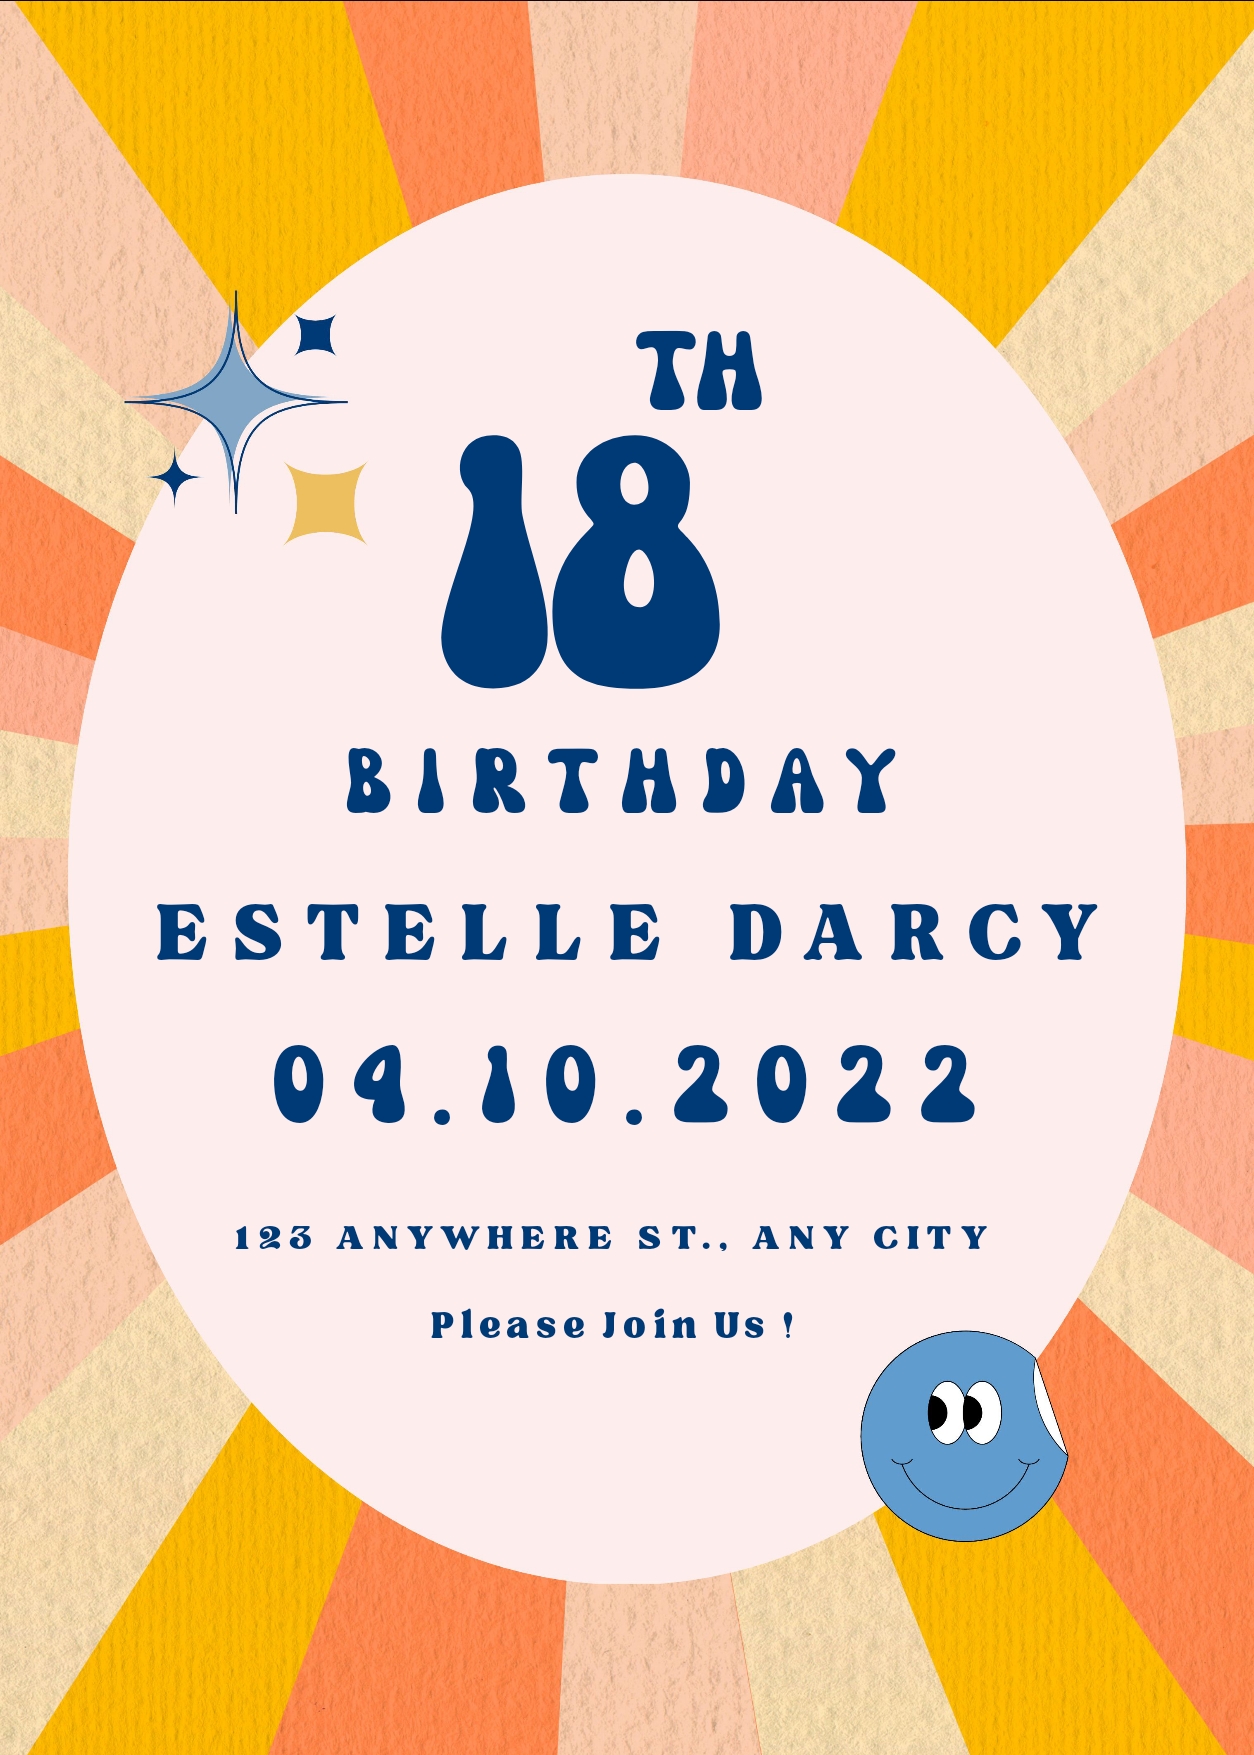 TH
18
BIRTHDAY
ESTELLE DARCY
04.10.2022
123 ANYWHERE ST., ANY CITY
Please Join Us !